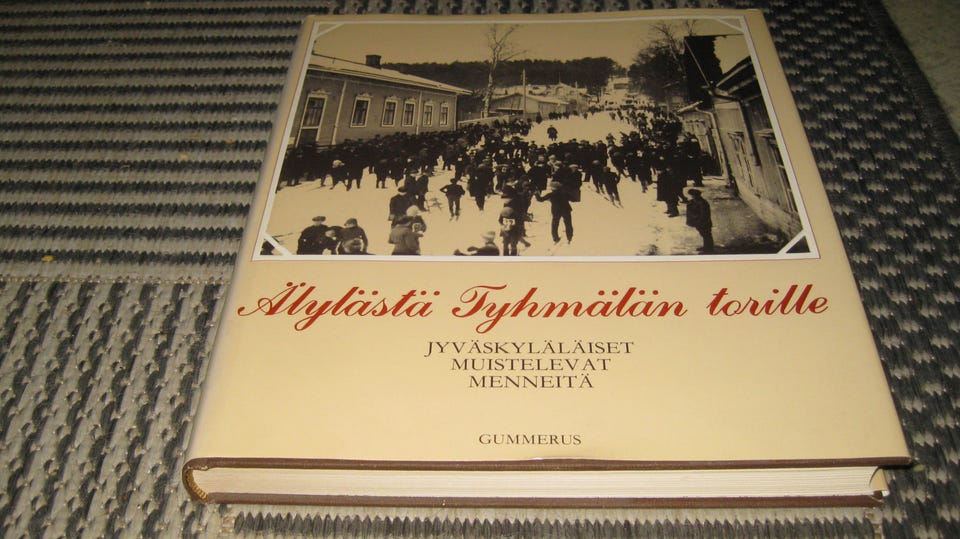 Älylästä Tyhmälän torille
JYVÄSKYLÄLÄISET
MUISTELEVAT
MENNEITÄ
GUMMERUS